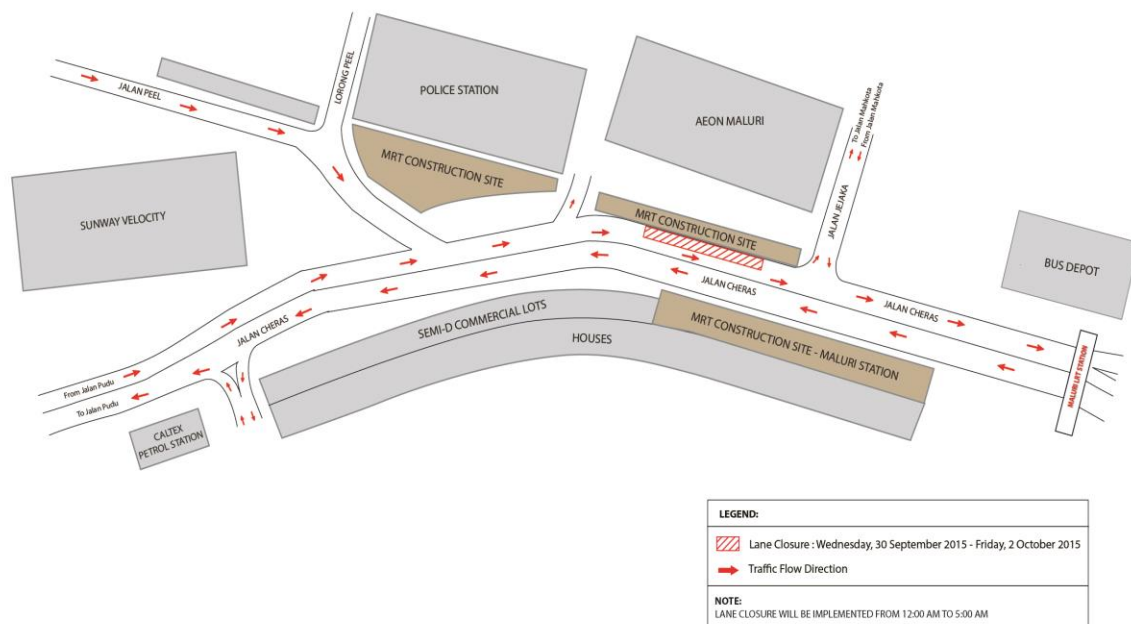 JALAN PEEL
LORONG PEEL
POLICE STATION
AEON MALURI
To Jalan Mahkota
From Jalan Mahkota
MRT CONSTRUCTION SITE
SUNWAY VELOCITY
MRT CONSTRUCTION SITE
JALAN JEJAKA
BUS DEPOT
JALAN CHERAS
JALAN CHERAS
SEMI-D COMMERCIAL LOTS
HOUSES
MRT CONSTRUCTION SITE - MALURI STATION
JALAN CHERAS
MALURI LRT STATION
From Jalan Pudu
To Jalan Pudu
CALTEX
PETROL STATION
LEGEND:
Lane Closure : Wednesday, 30 September 2015 - Friday, 2 October 2015
Traffic Flow Direction
NOTE:
LANE CLOSURE WILL BE IMPLEMENTED FROM 12:00 AM TO 5:00 AM